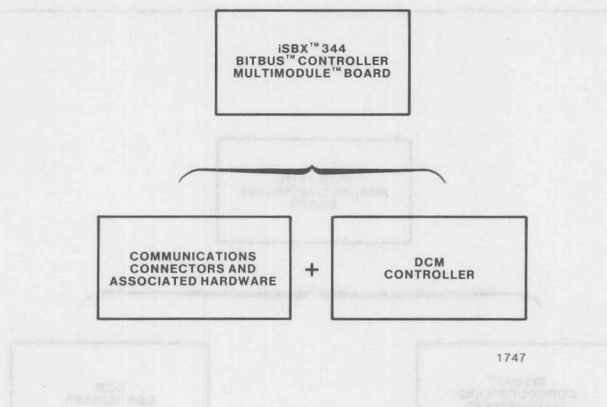 iSBX™ 344
BITBUS™ CONTROLLER
MULTIMODULE™ BOARD
COMMUNICATIONS
CONNECTORS AND
ASSOCIATED HARDWARE
+
DCM
CONTROLLER
1747